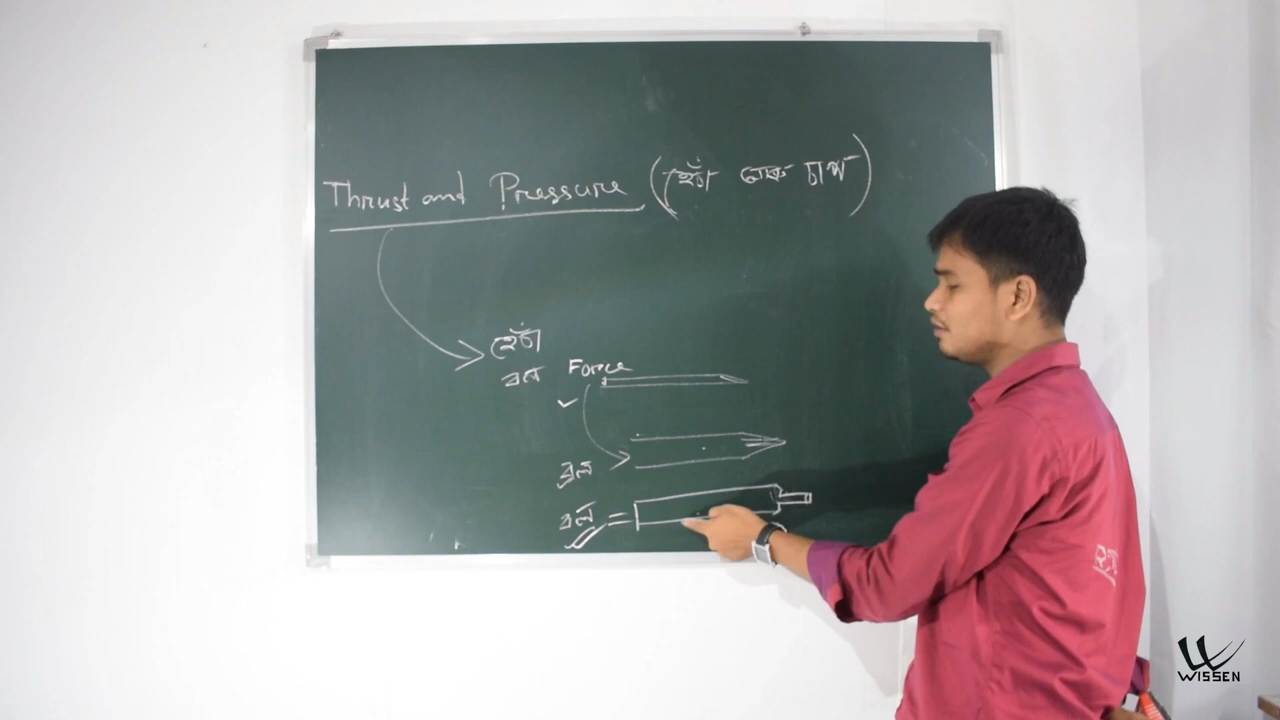 Thrust and Pressure (হেঁচা আৰু চাপ)
হেঁচা
বল Force
বল
বল =
WISSEN